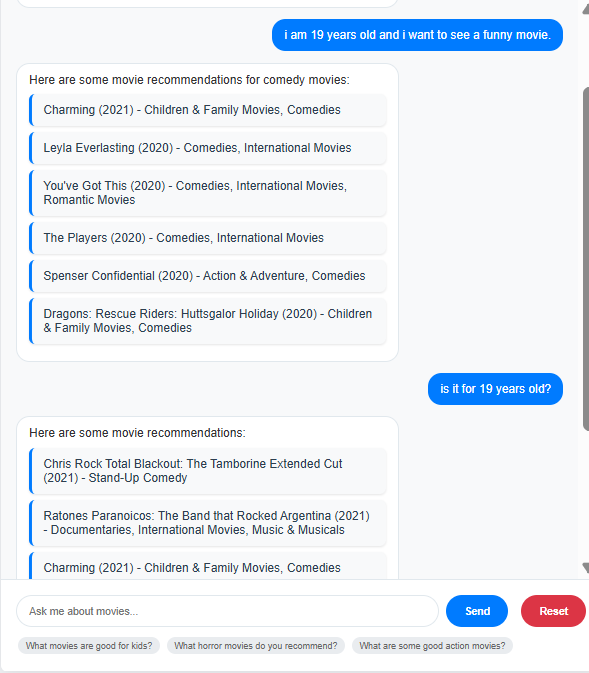 i am 19 years old and i want to see a funny movie.
Here are some movie recommendations for comedy movies:
Charming (2021) - Children & Family Movies, Comedies
Leyla Everlasting (2020) - Comedies, International Movies
You've Got This (2020) - Comedies, International Movies,
Romantic Movies
The Players (2020) - Comedies, International Movies
Spenser Confidential (2020) - Action & Adventure, Comedies
Dragons: Rescue Riders: Huttsgalor Holiday (2020) - Children
& Family Movies, Comedies
is it for 19 years old?
Here are some movie recommendations:
Chris Rock Total Blackout: The Tamborine Extended Cut
(2021) - Stand-Up Comedy
Ratones Paranoicos: The Band that Rocked Argentina (2021)
- Documentaries, International Movies, Music & Musicals
Charming (2021) - Children & Family Movies, Comedies
Ask me about movies...
Send
Reset
What movies are good for kids?
What horror movies do you recommend?
What are some good action movies?